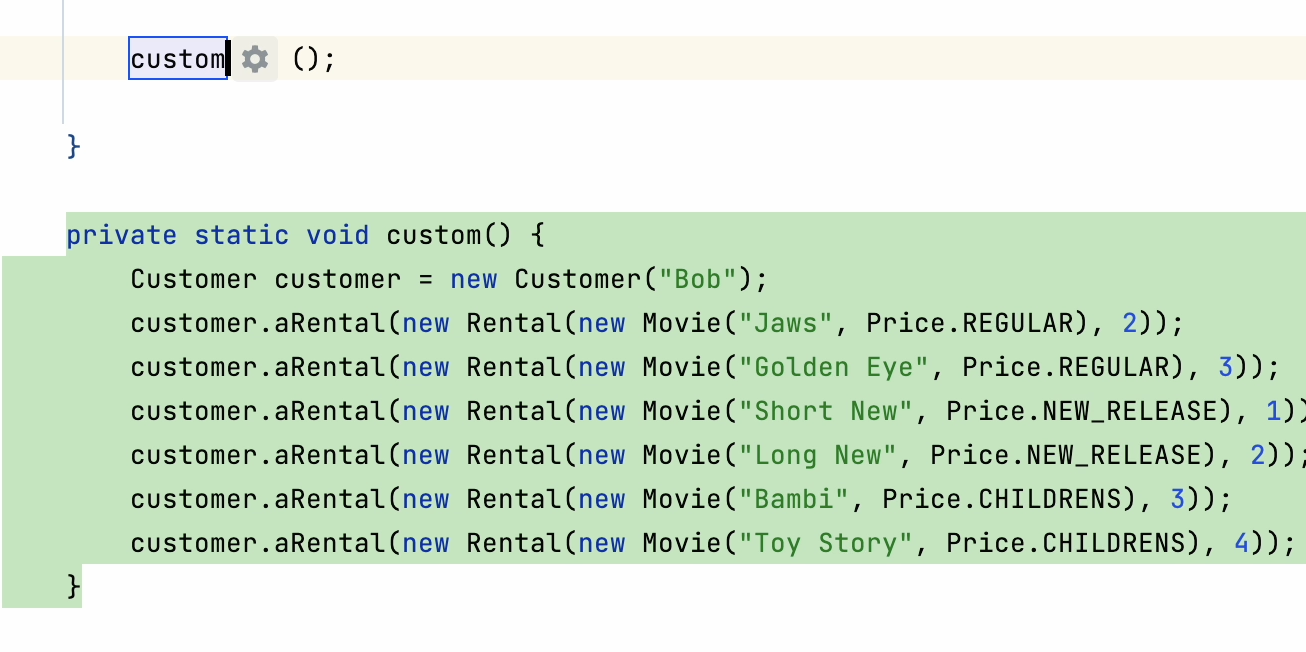 custom ();
}
private static void custom() {
Customer customer = new Customer("Bob");
customer.aRental(new Rental(new Movie("Jaws", Price.REGULAR), 2));
customer.aRental(new Rental(new Movie("Golden Eye", Price.REGULAR), 3));
customer.aRental(new Rental(new Movie("Short New", Price.NEW_RELEASE), 1))
customer.aRental(new Rental(new Movie("Long New", Price.NEW_RELEASE), 2));
customer.aRental(new Rental(new Movie("Bambi", Price.CHILDRENS), 3));
customer.aRental(new Rental(new Movie("Toy Story", Price.CHILDRENS), 4));
}